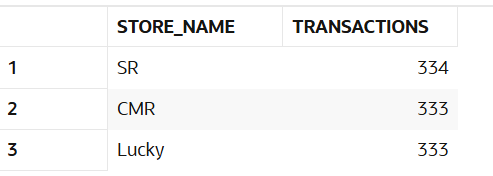 STORE_NAME TRANSACTIONS
1 SR 334
2 CMR 333
3 Lucky 333